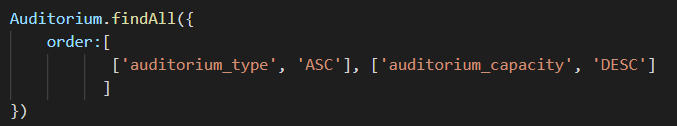 Auditorium.findAll({
    order:[
           ['auditorium_type', 'ASC'], ['auditorium_capacity', 'DESC']
          ]
})